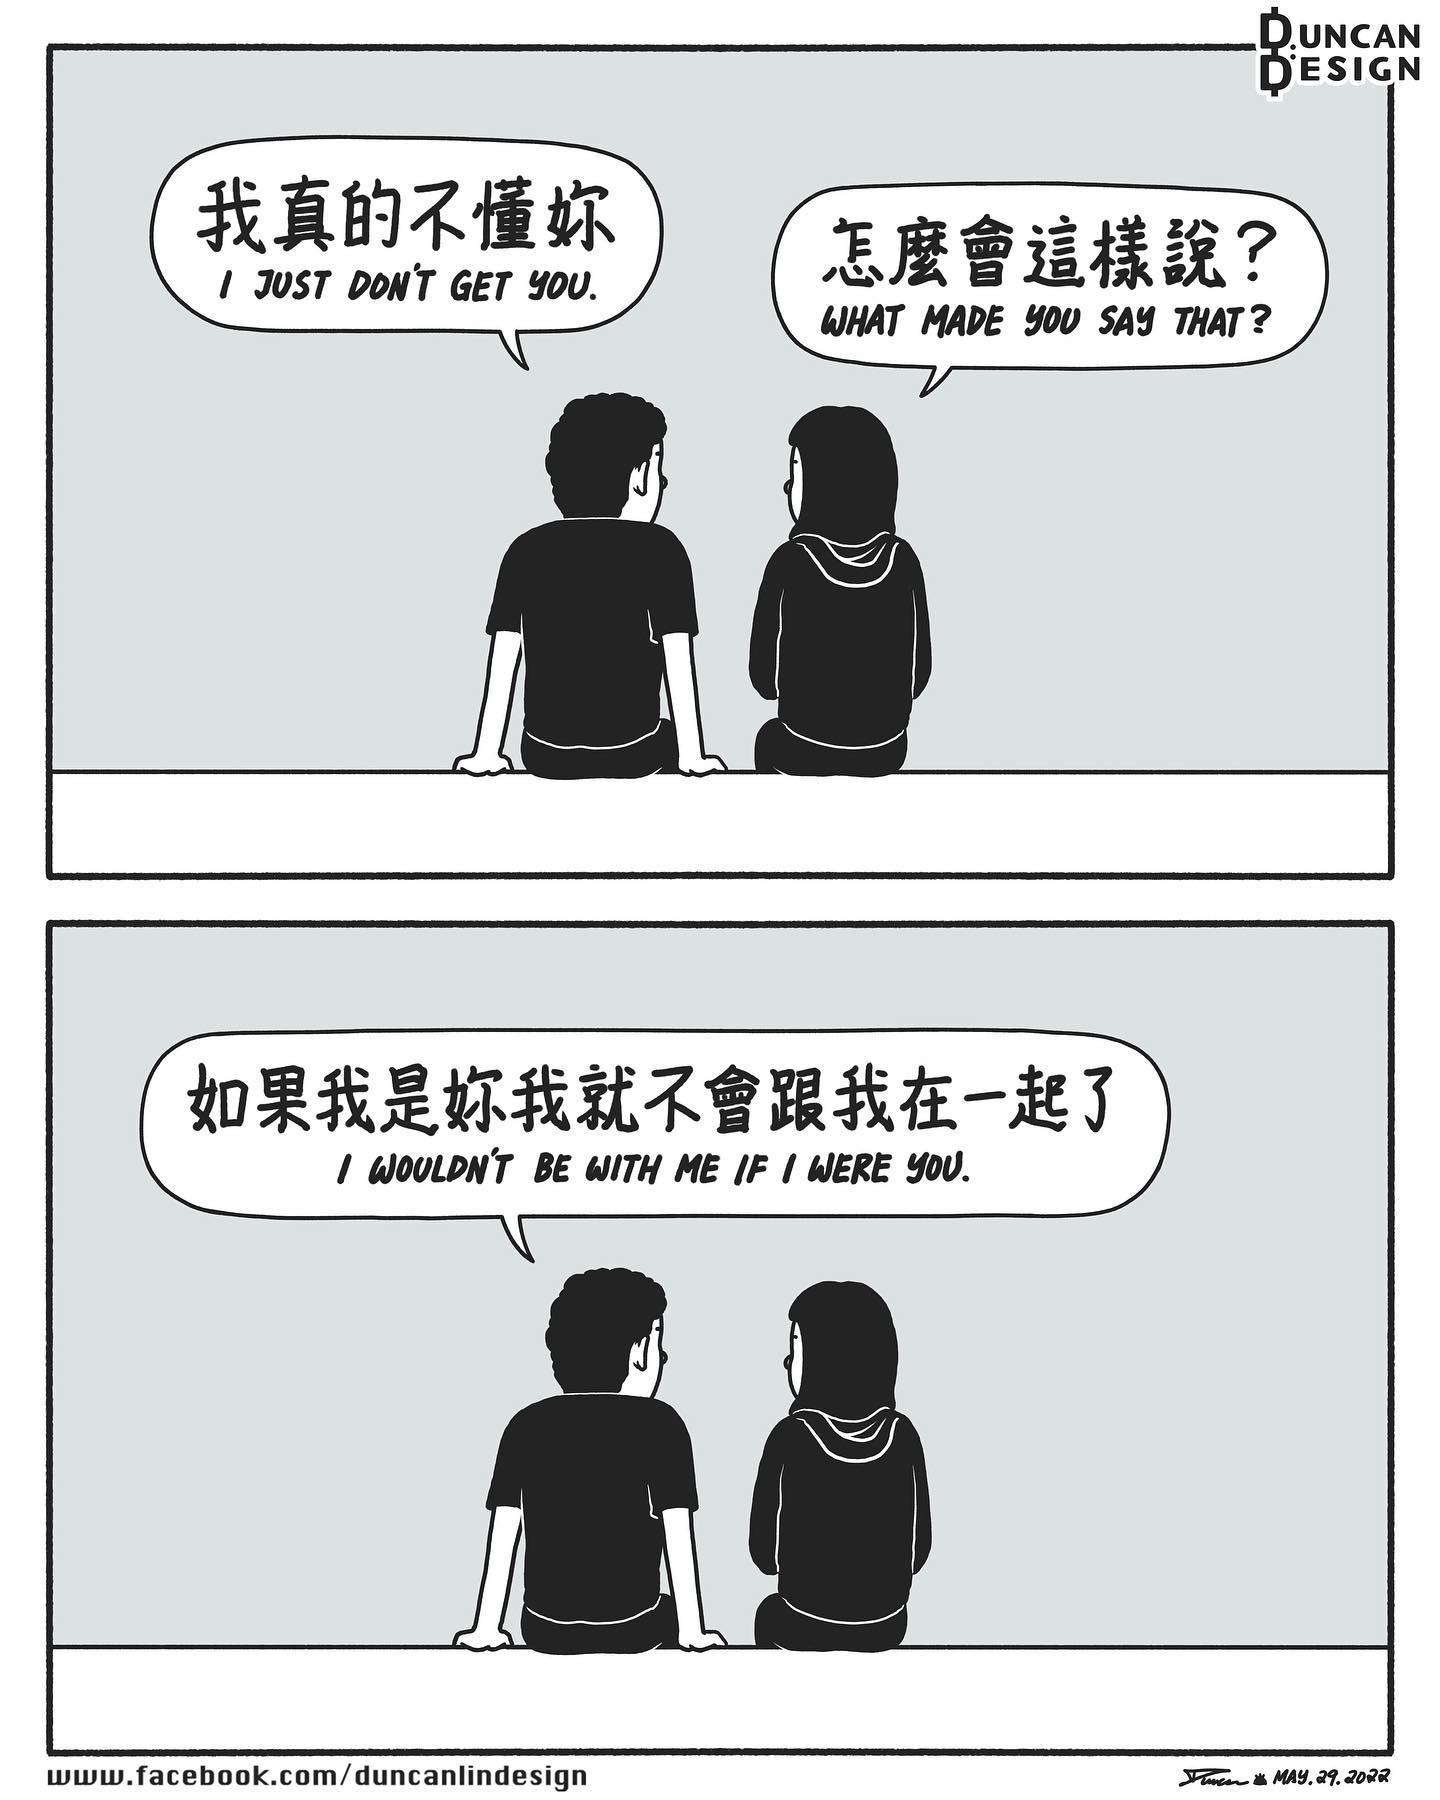 DUNCAN
DESIGN
我真的不懂妳
I JUST DON'T GET YOU.
怎麼會這樣說？
WHAT MADE YOU SAY THAT?
如果我是妳我就不會跟我在一起了
I WOULDN'T BE WITH ME IF I WERE YOU.
www.facebook.com/duncanlindesign
Duncan MAY.29.2022